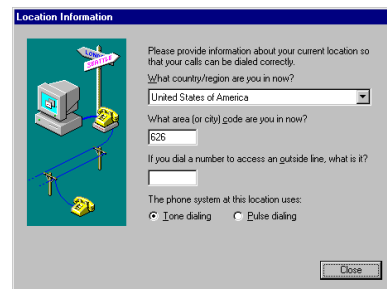 Location Information
LONDON
SEATTLE
Please provide information about your current location so
that your calls can be dialed correctly.
What country/region are you in now?
United States of America
What area (or city) code are you in now?
626
If you dial a number to access an outside line, what is it?
The phone system at this location uses:
Tone dialing Pulse dialing
Close